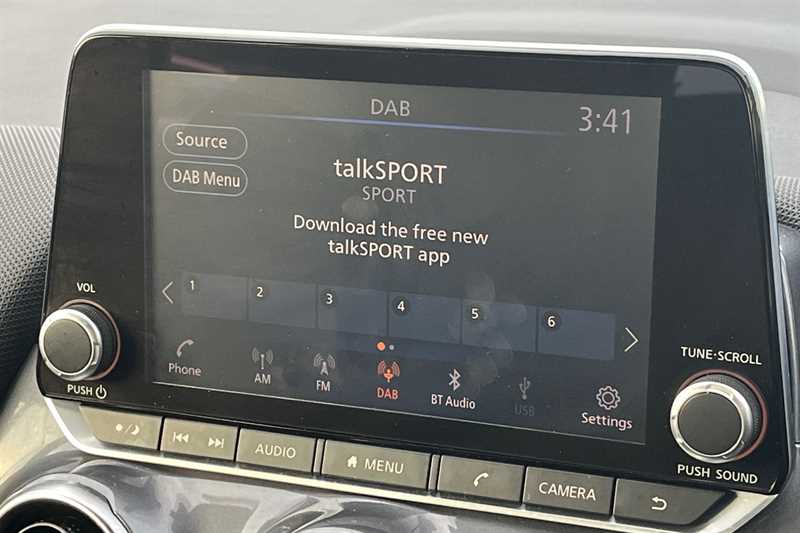 DAB
3:41
Source
DAB Menu
talkSPORT
SPORT
Download the free new
talkSPORT app
1 2 3 4 5 6
Phone AM FM DAB BT Audio USB Settings
VOL
PUSH
TUNE·SCROLL
PUSH SOUND
AUDIO
MENU
CAMERA